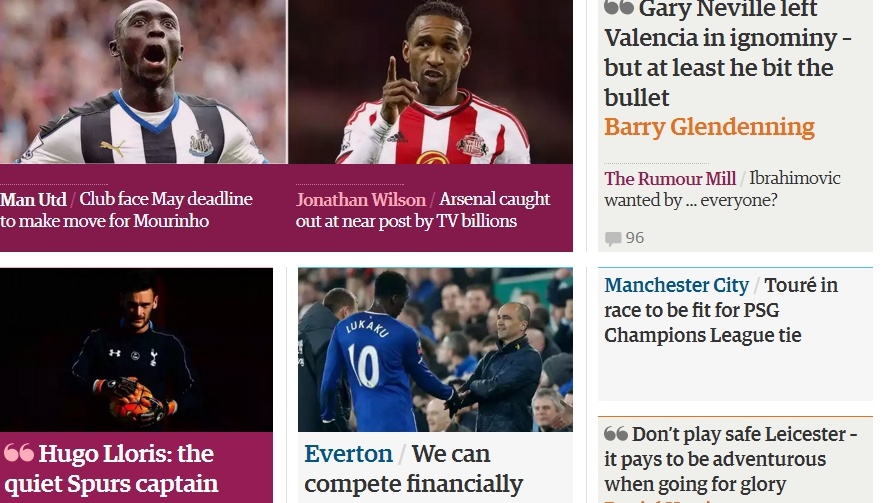 Man Utd / Club face May deadline
to make move for Mourinho
Jonathan Wilson / Arsenal caught
out at near post by TV billions
Gary Neville left
Valencia in ignominy –
but at least he bit the
bullet
Barry Glendenning
The Rumour Mill / Ibrahimovic
wanted by ... everyone?
96
Hugo Lloris: the
quiet Spurs captain
LUKAKU
10
Everton / We can
compete financially
Manchester City / Touré in
race to be fit for PSG
Champions League tie
Don't play safe Leicester –
it pays to be adventurous
when going for glory